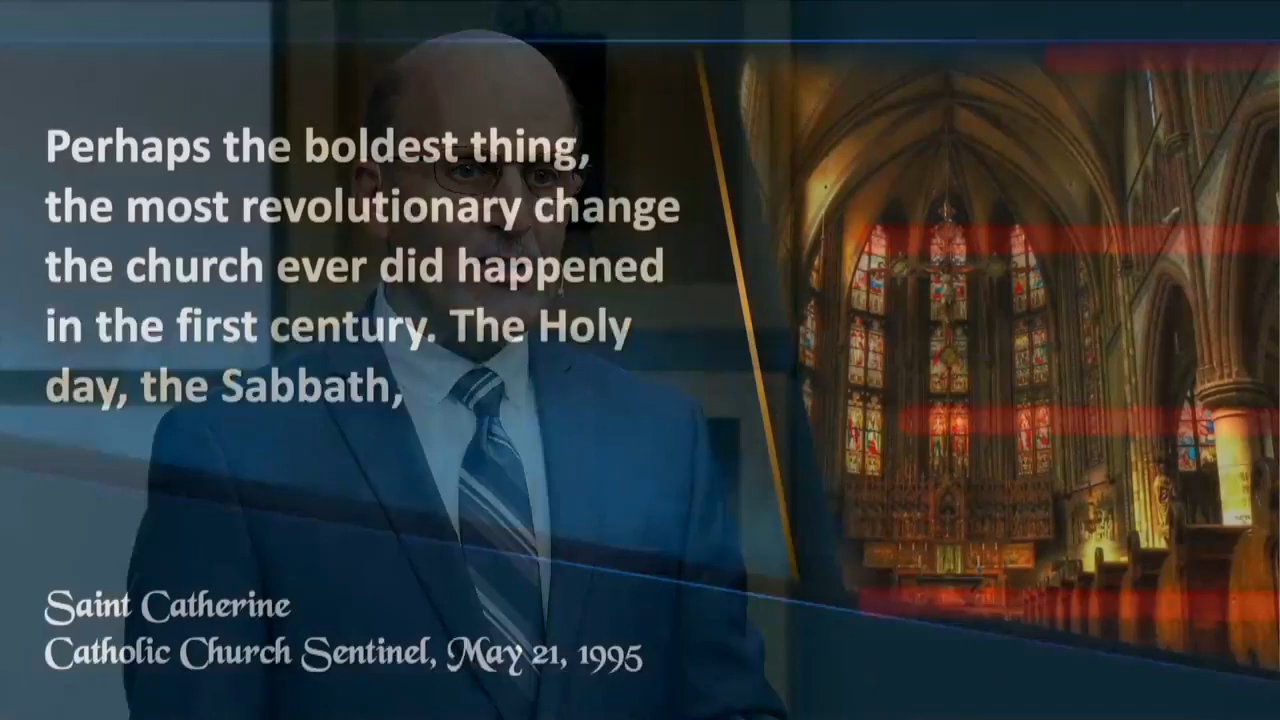 Perhaps the boldest thing,
the most revolutionary change
the church ever did happened
in the first century. The Holy
day, the Sabbath,
Saint Catherine
Catholic Church Sentinel, May 21, 1995